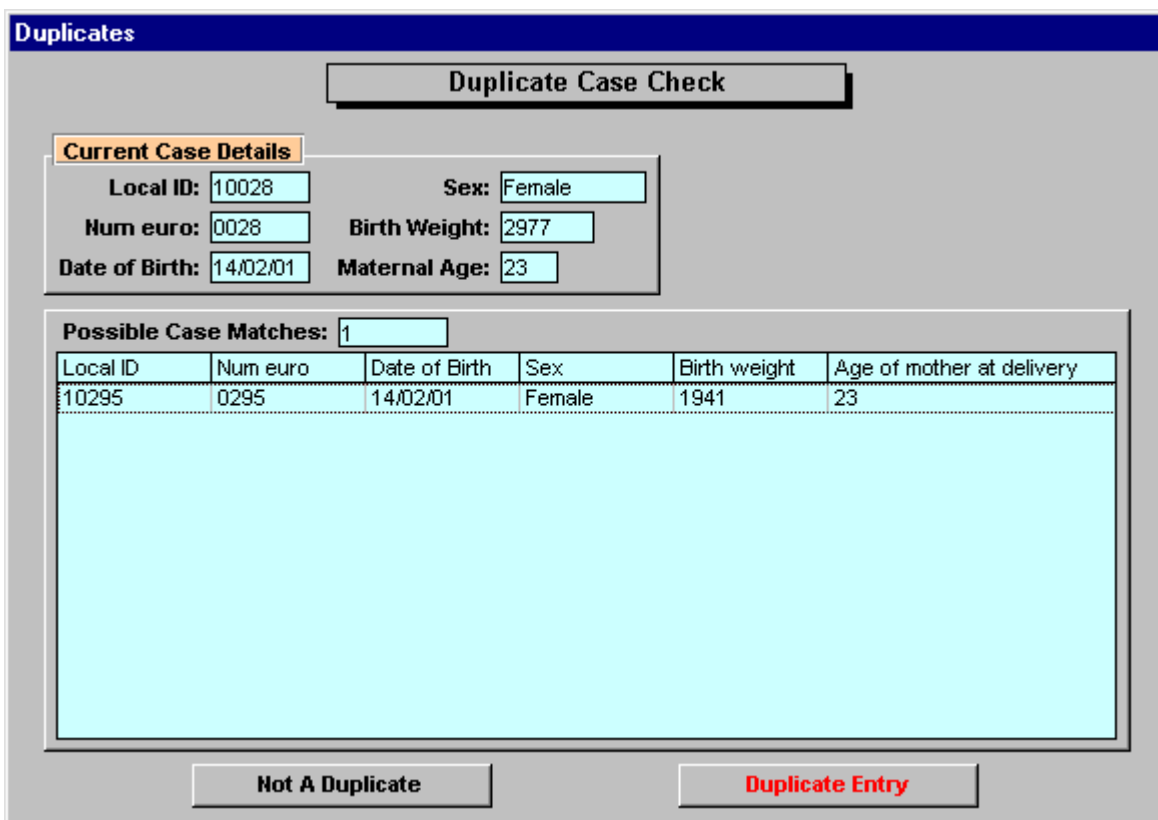 Duplicates
Duplicate Case Check
Current Case Details
Local ID: 10028 Sex: Female
Num euro: 0028 Birth Weight: 2977
Date of Birth: 14/02/01 Maternal Age: 23
Possible Case Matches: 1
Local ID Num euro Date of Birth Sex Birth weight Age of mother at delivery
10295 0295 14/02/01 Female 1941 23
Not A Duplicate Duplicate Entry